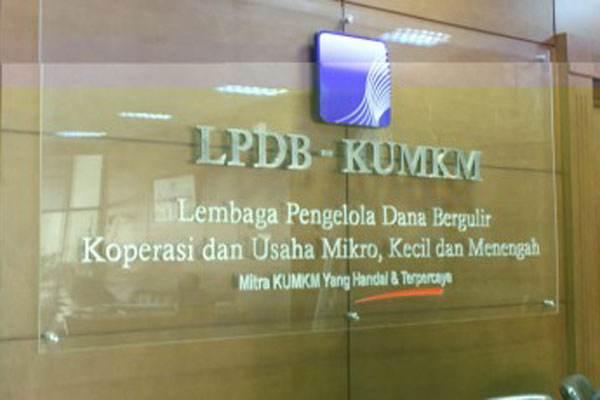 LPDB - KUMKM
Lembaga Pengelola Dana Bergulir
Koperasi dan Usaha Mikro, Kecil dan Menengah
Mitra KUMKM Yang Handal & Terpercaya